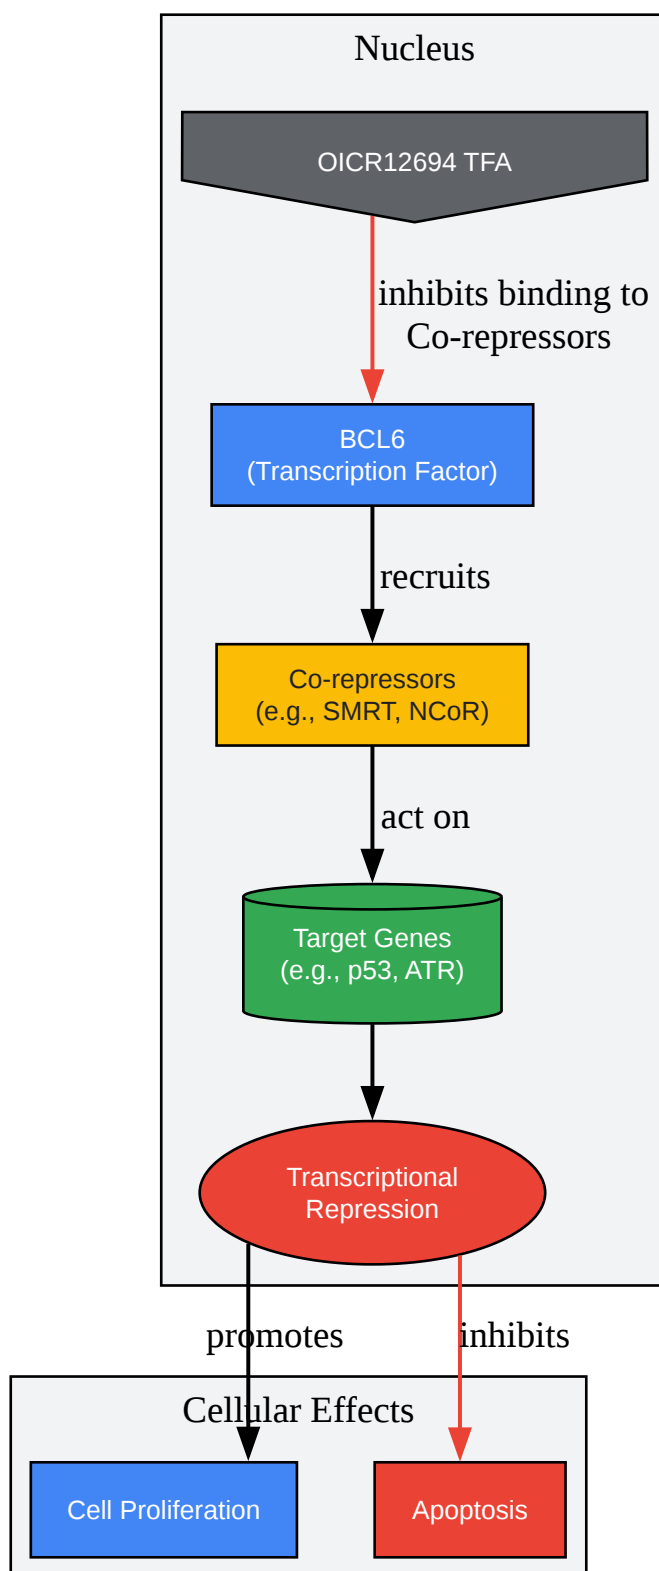 Nucleus
OICR12694 TFA
inhibits binding to
Co-repressors
BCL6
(Transcription Factor)
recruits
Co-repressors
(e.g., SMRT, NCoR)
act on
Target Genes
(e.g., p53, ATR)
Transcriptional
Repression
promotes
inhibits
Cellular Effects
Cell Proliferation
Apoptosis